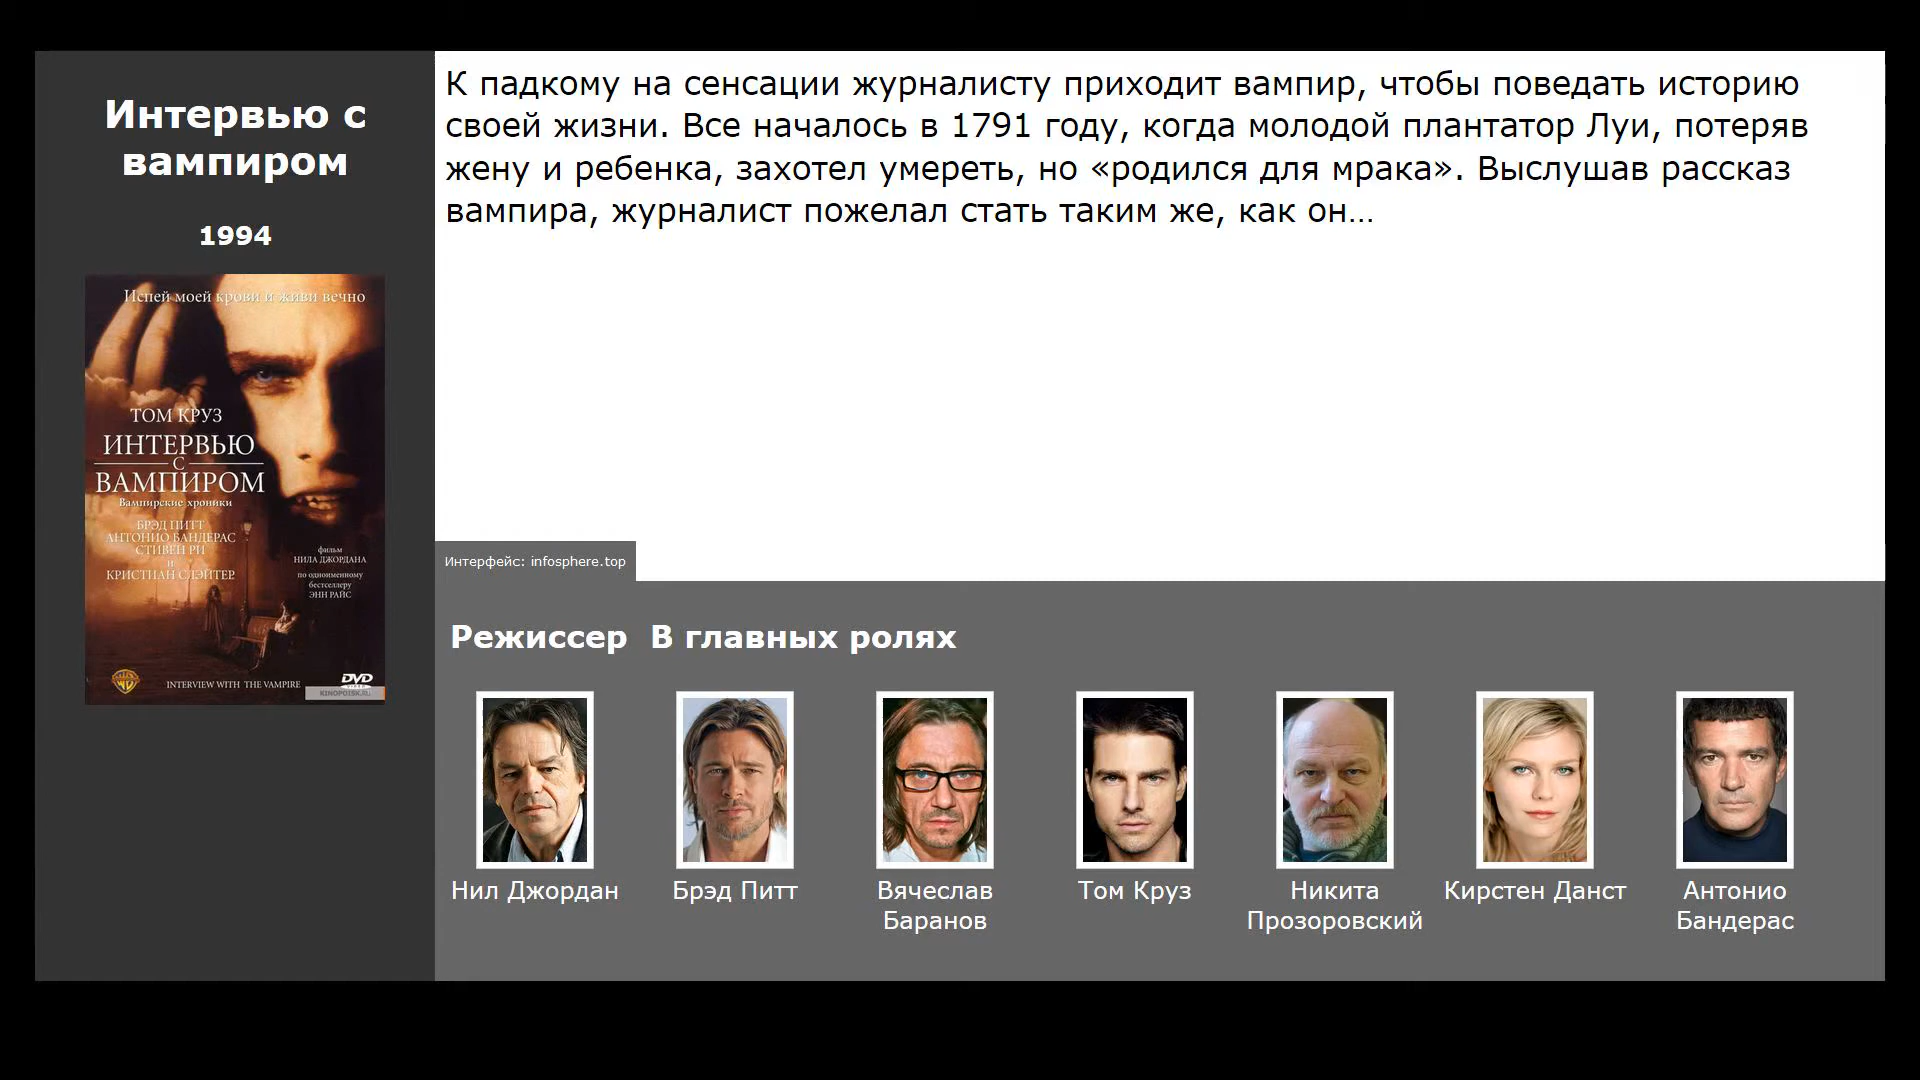 Интервью с
вампиром
1994
Испей моей крови и живи вечно
ТОМ КРУЗ
ИНТЕРВЬЮ
С
ВАМПИРОМ
Вампирские хроники
БРЭД ПИТТ
АНТОНИО БАНДЕРАС
СТИВЕН РИ
и
КРИСТИАН СЛЭЙТЕР
фильм
НИЛА ДЖОРДАНА
по одноименному
бестселлеру
ЭНН РАЙС
INTERVIEW WITH THE VAMPIRE
DVD
VIDEO
KINOPOISK.RU
К падкому на сенсации журналисту приходит вампир, чтобы поведать историю
своей жизни. Все началось в 1791 году, когда молодой плантатор Луи, потеряв
жену и ребенка, захотел умереть, но «родился для мрака». Выслушав рассказ
вампира, журналист пожелал стать таким же, как он…
Интерфейс: infosphere.top
Режиссер В главных ролях
Нил Джордан
Брэд Питт
Вячеслав
Баранов
Том Круз
Никита
Прозоровский
Кирстен Данст
Антонио
Бандерас